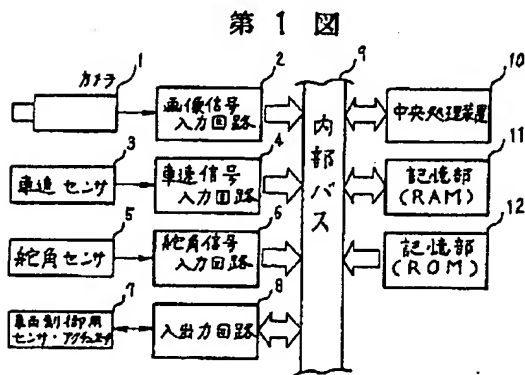 第 1 図
カメラ
1
画像信号
入力回路
2
内部バス
9
中央処理装置
10
車速センサ
3
車速信号
入力回路
4
記憶部
(RAM)
11
舵角センサ
5
舵角信号
入力回路
6
記憶部
(ROM)
12
車両制御用
センサ・アクチュエータ
7
入出力回路
8